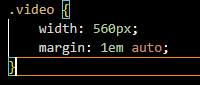 .video {
    width: 560px;
    margin: 1em auto;
}